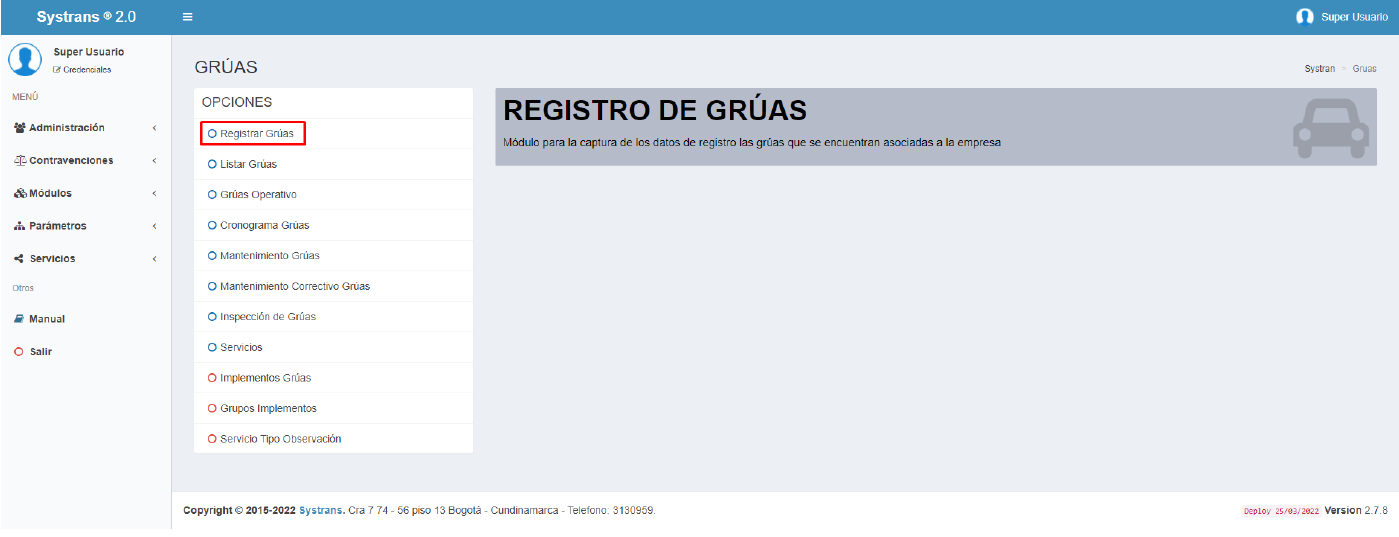 Systrans ® 2.0
Super Usuario
Super Usuario
Credenciales
MENÚ
Administración
Contravenciones
Módulos
Parámetros
Servicios
Otros
Manual
Salir
GRÚAS
Systran > Gruas
OPCIONES
Registrar Grúas
Listar Grúas
Grúas Operativo
Cronograma Grúas
Mantenimiento Grúas
Mantenimiento Correctivo Grúas
Inspección de Grúas
Servicios
Implementos Grúas
Grupos Implementos
Servicio Tipo Observación
REGISTRO DE GRÚAS
Módulo para la captura de los datos de registro las grúas que se encuentran asociadas a la empresa
Copyright © 2015-2022 Systrans. Cra 7 74 - 56 piso 13 Bogotá - Cundinamarca - Telefono: 3130959.
Deploy 25/03/2022 Version 2.7.8